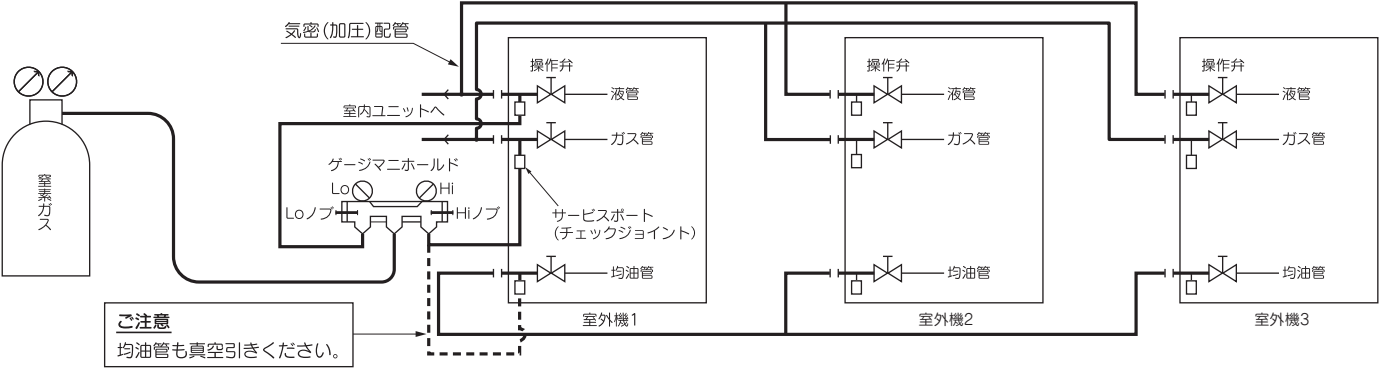 気密(加圧)配管
操作弁
液管
室内ユニットへ
ガス管
窒素ガス
ゲージマニホールド
Lo
Hi
Loノブ
Hiノブ
サービスポート
(チェックジョイント)
均油管
室外機1
操作弁
液管
ガス管
均油管
室外機2
操作弁
液管
ガス管
均油管
室外機3
ご注意
均油管も真空引きください。